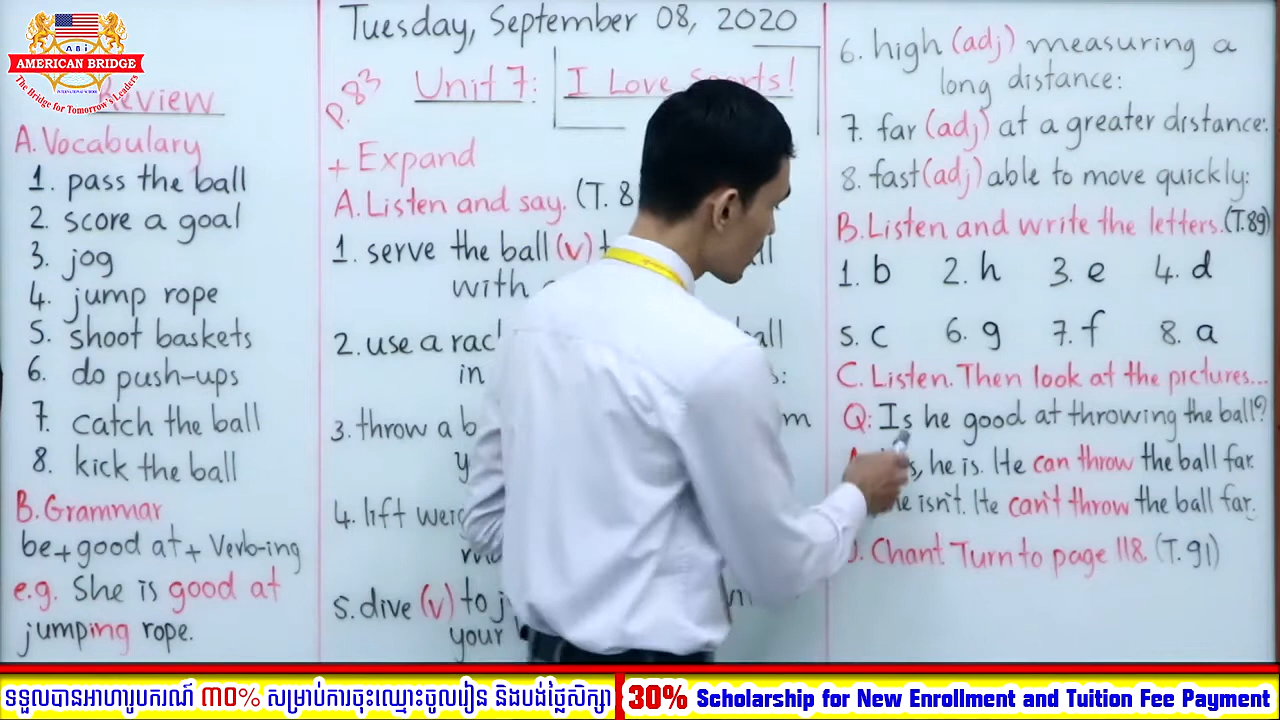 ABi
AMERICAN BRIDGE
INTERNATIONAL SCHOOL
The Bridge for Tomorrow's Leaders
Review
A. Vocabulary
1. pass the ball
2. score a goal
3. jog
4. jump rope
5. shoot baskets
6. do push-ups
7. catch the ball
8. kick the ball
B. Grammar
be + good at + Verb-ing
e.g. She is good at
jumping rope.
Tuesday, September 08, 2020
P.83 Unit 7: I Love Sports!
+ Expand
A. Listen and say. (T. 8
1. serve the ball (v)
with
2. use a
in
3. throw a
4. lift
5. dive (v) to
your
6. high (adj) measuring a
long distance:
7. far (adj) at a greater distance:
8. fast (adj) able to move quickly:
B. Listen and write the letters. (T.89)
1. b 2. h 3. e 4. d
5. c 6. g 7. f 8. a
C. Listen. Then look at the pictures...
Q: Is he good at throwing the ball?
he is. He can throw the ball far.
he isn't. He can't throw the ball far.
Chant Turn to page 118. (T.91)
ទទួលបានអាហារូបករណ៍ ៣០% សម្រាប់ការចុះឈ្មោះចូលរៀន និងបង់ថ្លៃសិក្សា
30% Scholarship for New Enrollment and Tuition Fee Payment